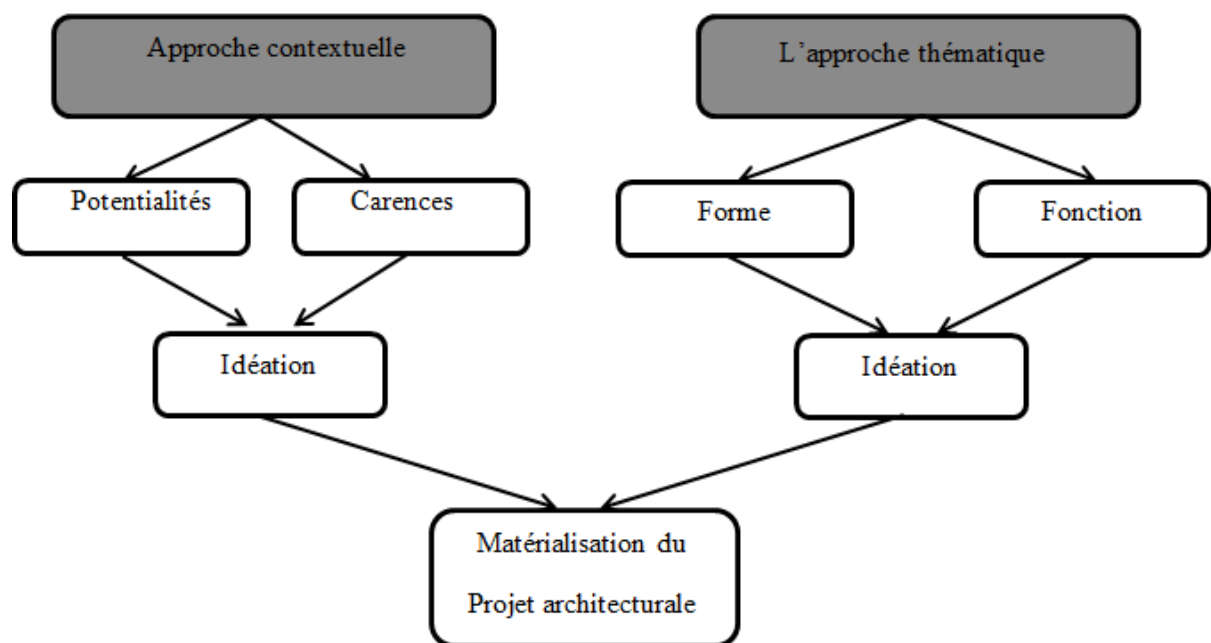 Approche contextuelle
L'approche thématique
Potentialités
Carences
Forme
Fonction
Idéation
Idéation
Matérialisation du
Projet architecturale